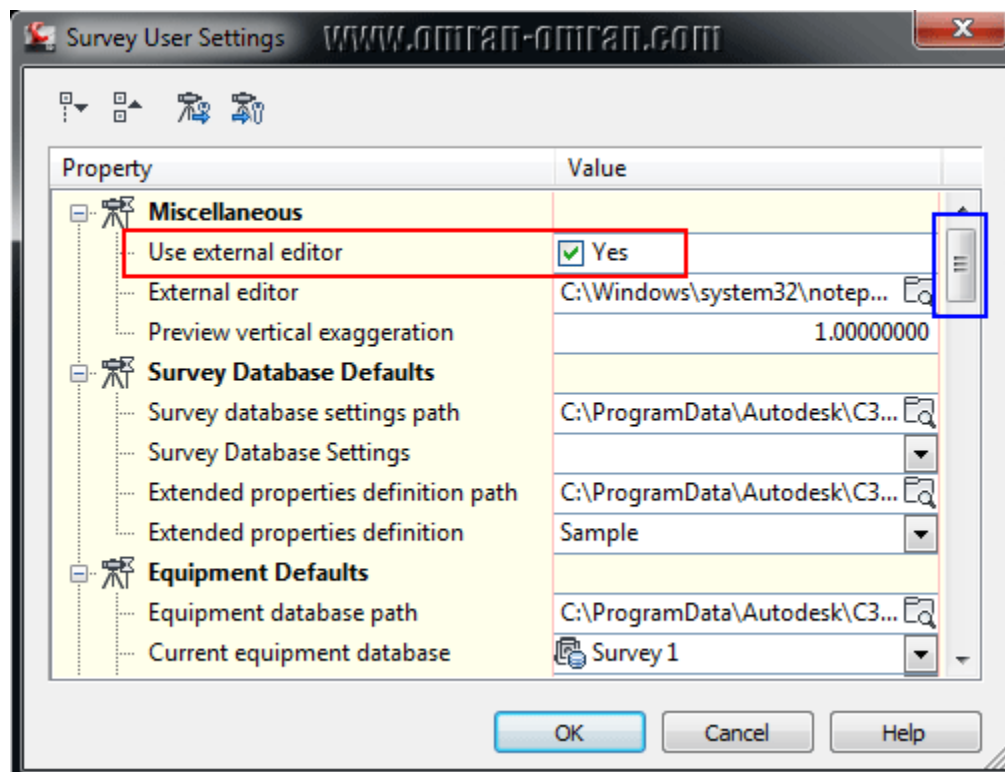 Survey User Settings www.omran-omran.com
Property Value
Miscellaneous
Use external editor Yes
External editor C:\Windows\system32\notep...
Preview vertical exaggeration 1.00000000
Survey Database Defaults
Survey database settings path C:\ProgramData\Autodesk\C3...
Survey Database Settings
Extended properties definition path C:\ProgramData\Autodesk\C3...
Extended properties definition Sample
Equipment Defaults
Equipment database path C:\ProgramData\Autodesk\C3...
Current equipment database Survey 1
OK Cancel Help